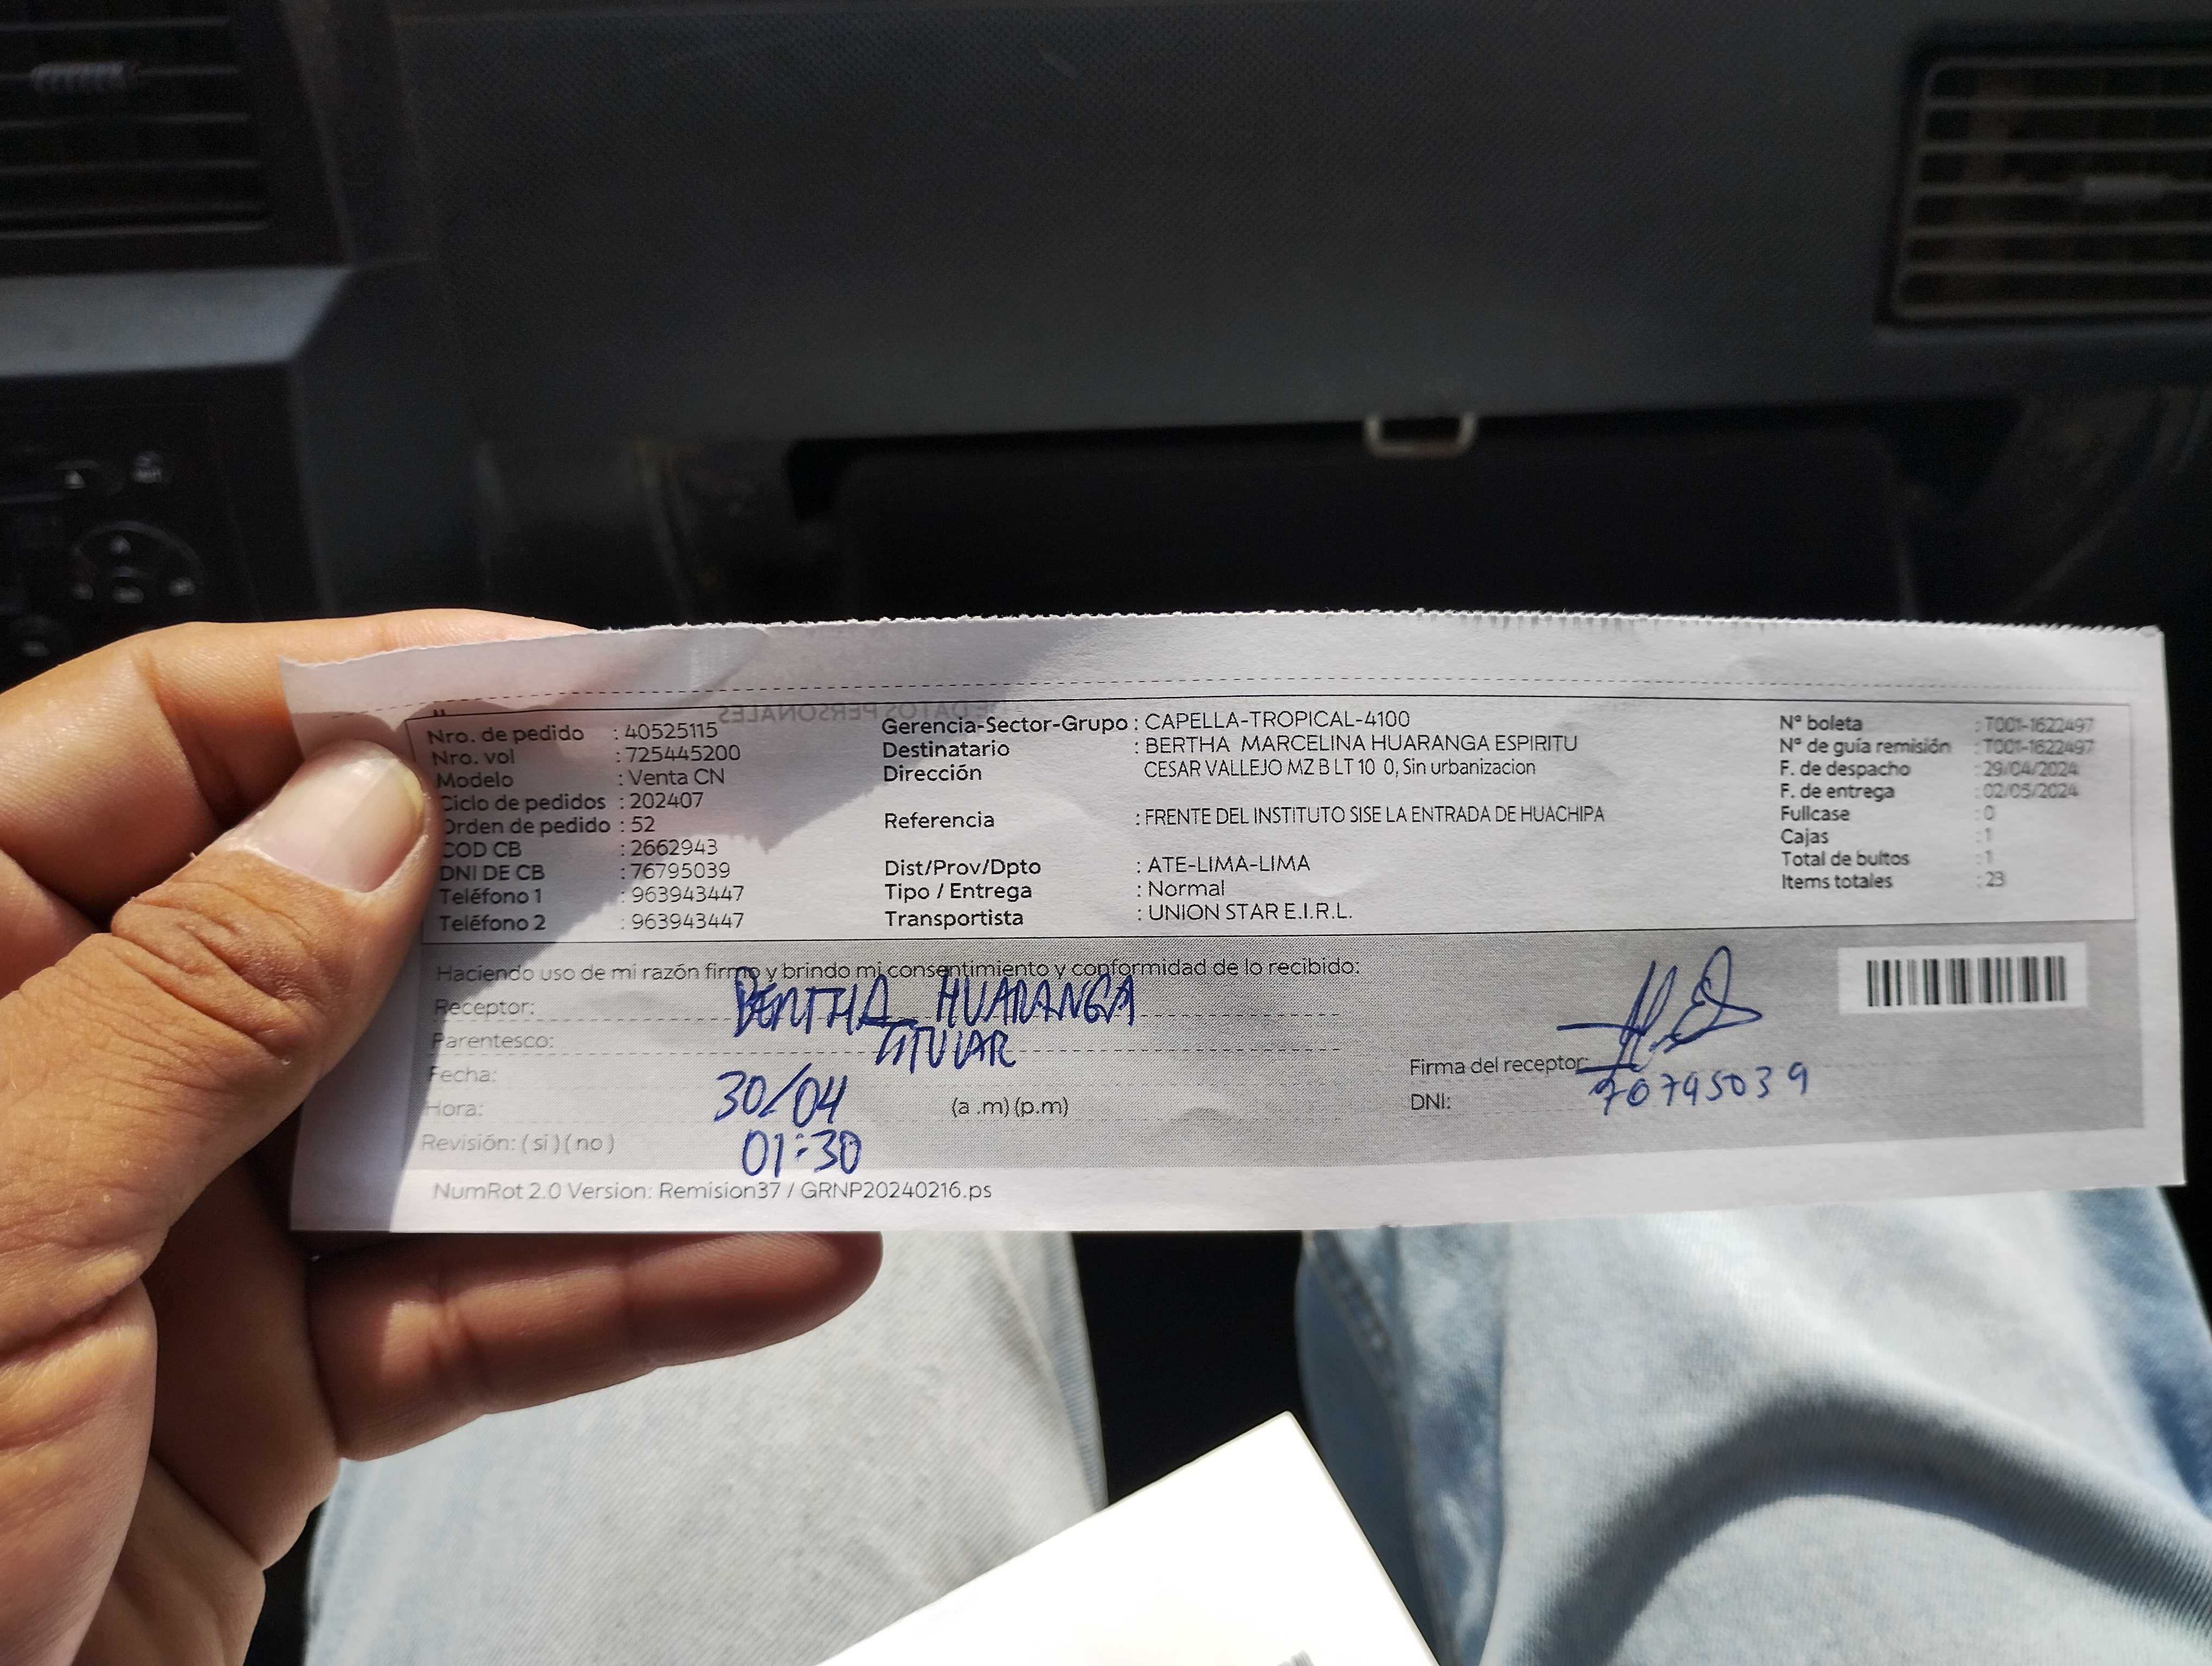 Nro. de pedido : 40525115
Nro. vol : 725445200
Modelo : Venta CN
Ciclo de pedidos : 202407
Orden de pedido : 52
COD CB : 2662943
DNI DE CB : 76795039
Teléfono 1 : 963943447
Teléfono 2 : 963943447
Gerencia-Sector-Grupo : CAPELLA-TROPICAL-4100
Destinatario : BERTHA MARCELINA HUARANGA ESPIRITU
Dirección CESAR VALLEJO MZ B LT 10 0, Sin urbanizacion
Referencia : FRENTE DEL INSTITUTO SISE LA ENTRADA DE HUACHIPA
Dist/Prov/Dpto : ATE-LIMA-LIMA
Tipo / Entrega : Normal
Transportista : UNION STAR E.I.R.L.
N° boleta : T001-1622497
N° de guía remisión : T001-1622497
F. de despacho : 29/04/2024
F. de entrega : 02/05/2024
Fullcase : 0
Cajas : 1
Total de bultos : 1
Items totales : 23
Haciendo uso de mi razón firmo y brindo mi consentimiento y conformidad de lo recibido:
Receptor: BERTHA HUARANGA
Parentesco: TITULAR
Fecha: 30/04
Hora: 01:30 (a .m) (p.m)
Revisión: ( si ) ( no )
Firma del receptor:
DNI: 70795039
NumRot 2.0 Version: Remision37 / GRNP20240216.ps